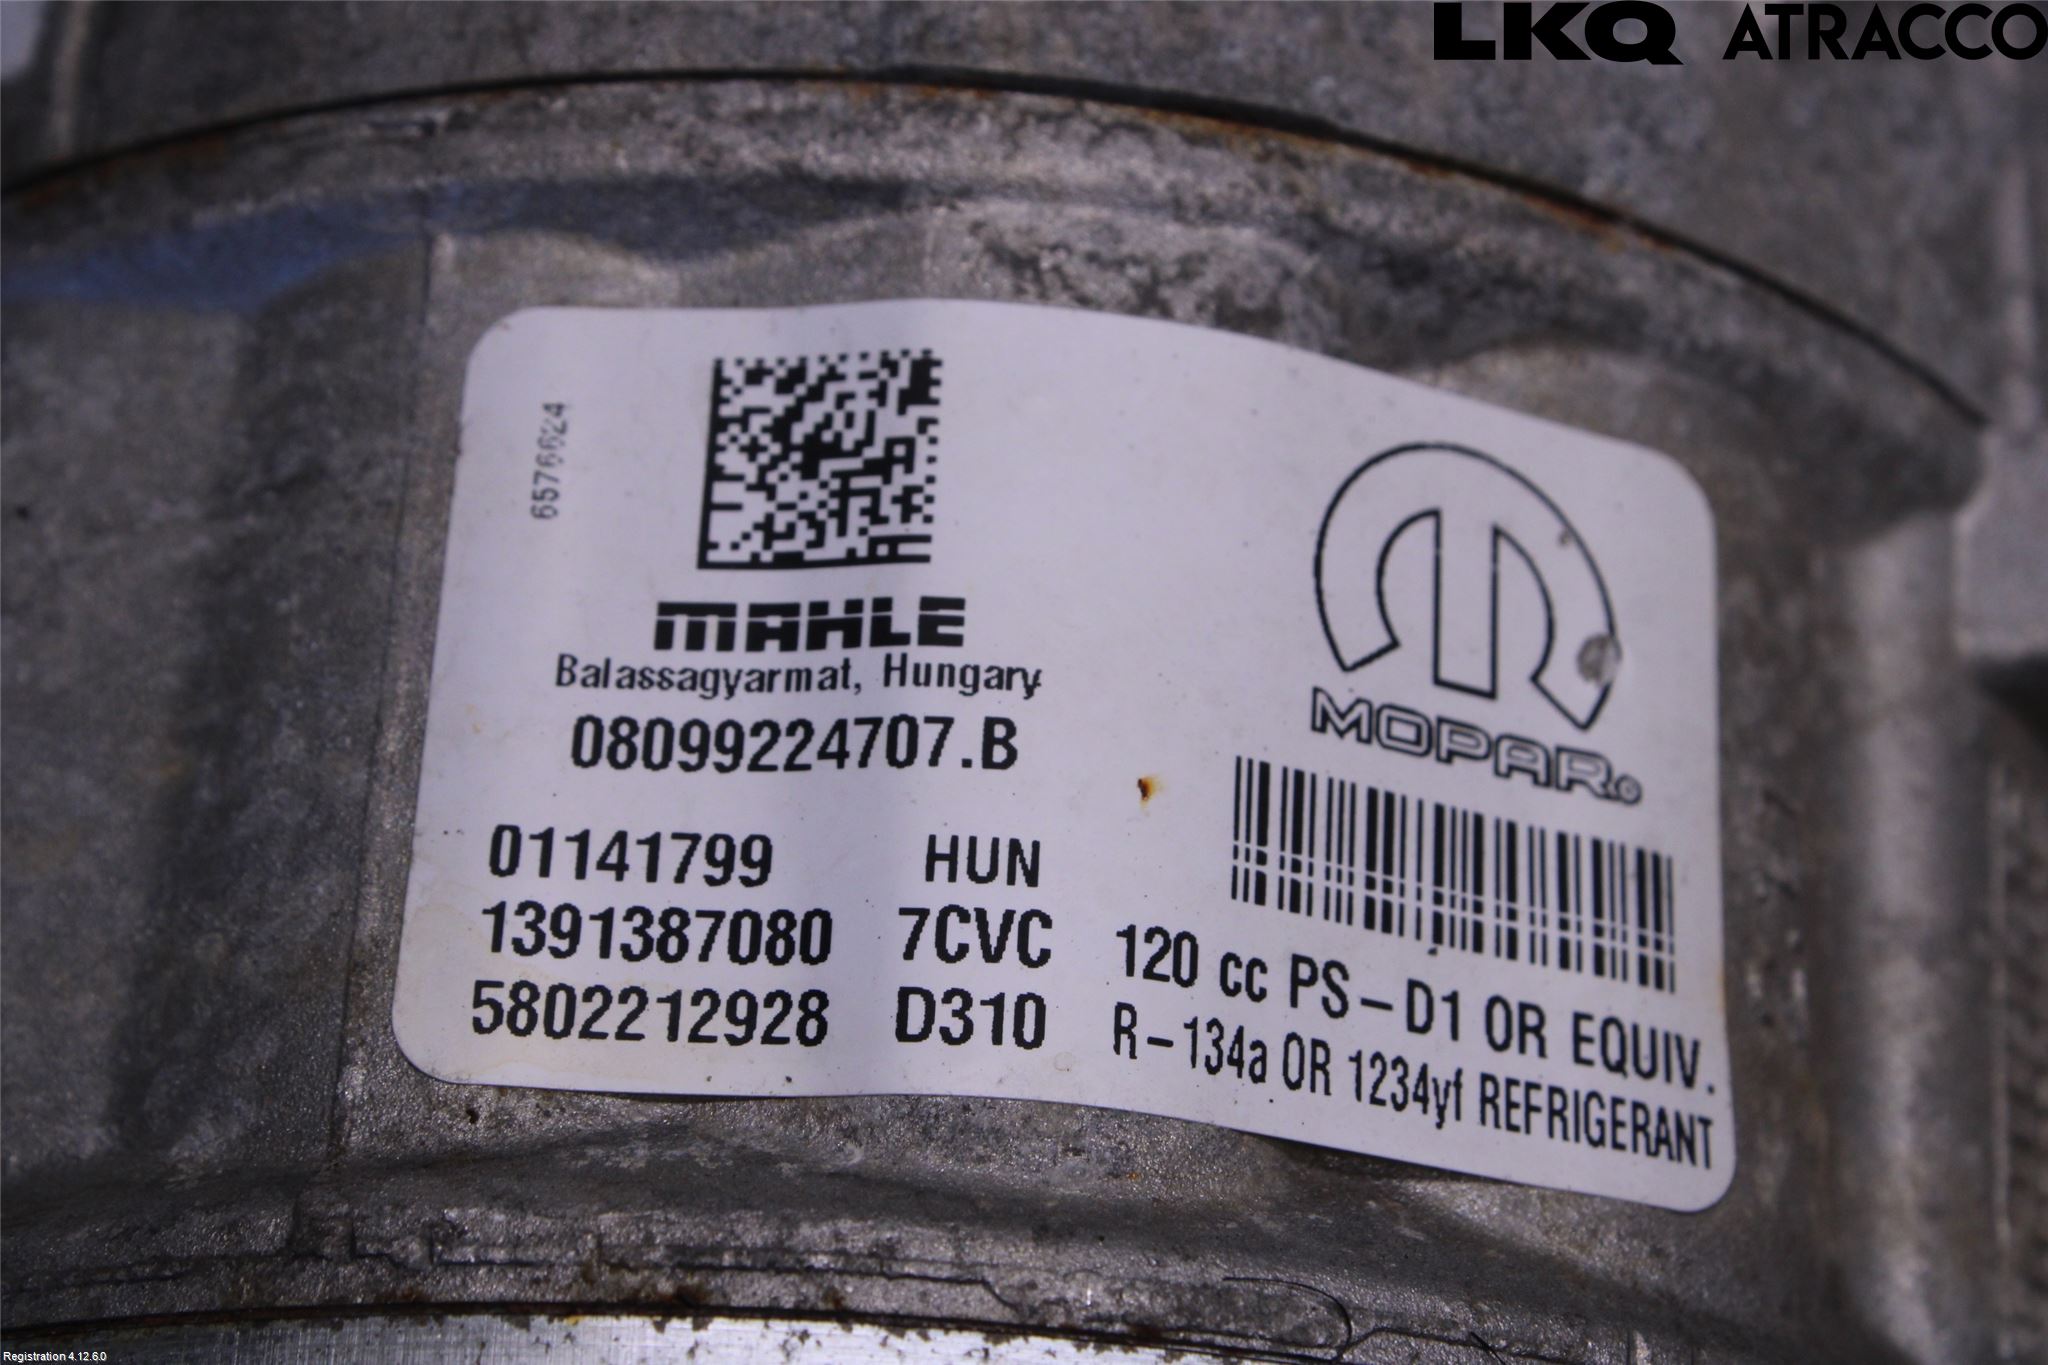 LKQ ATRACCO
6576624
MAHLE
Balassagyarmat, Hungary
08099224707.B
01141799 HUN
1391387080 7CVC
5802212928 D310
MOPAR®
120 cc PS-D1 OR EQUIV.
R-134a OR 1234yf REFRIGERANT
Registration 4.12.6.0